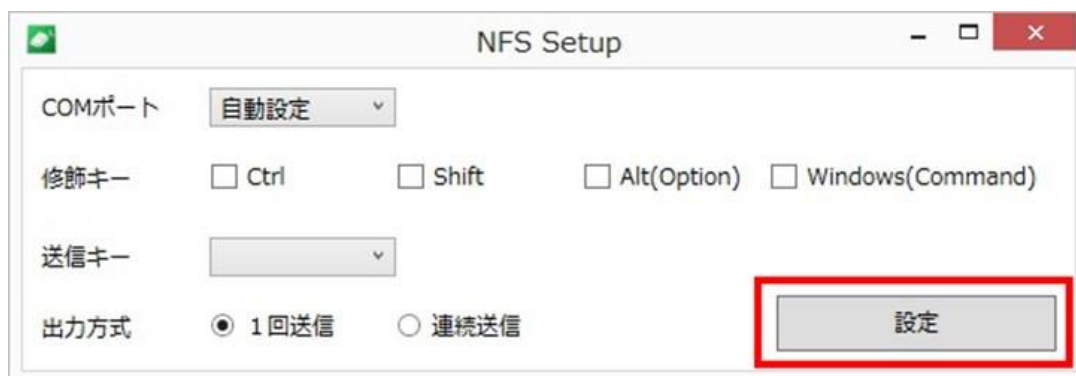 NFS Setup
COMポート 自動設定
修飾キー Ctrl Shift Alt(Option) Windows(Command)
送信キー
出力方式 1回送信 連続送信 設定